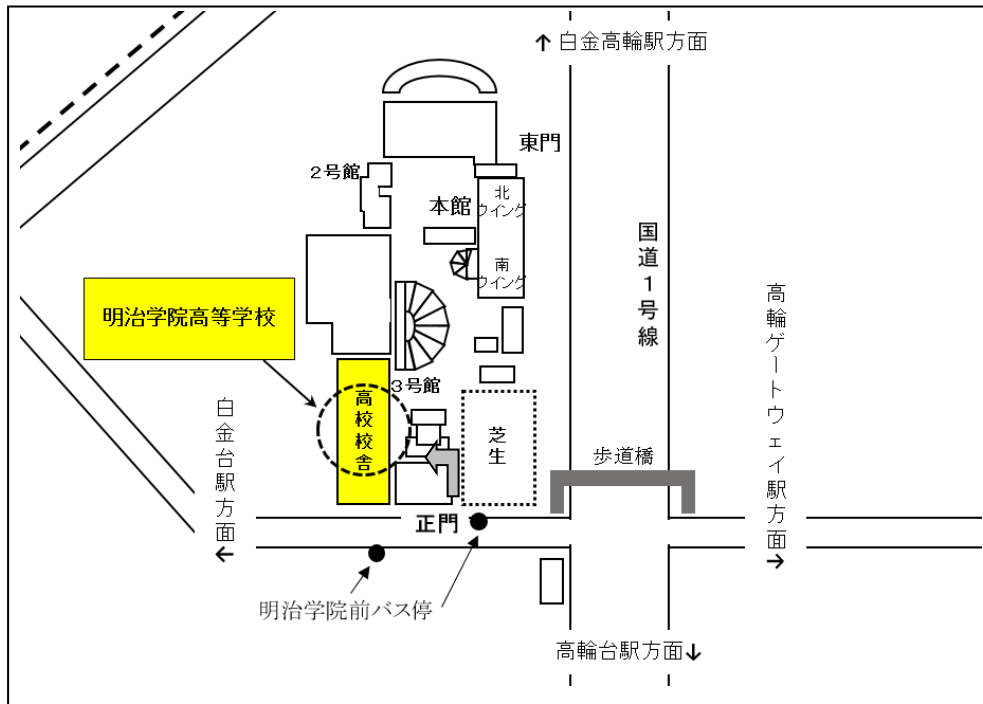 ↑ 白金高輪駅方面
東門
2号館
北
ウイング
本館
国道1号線
南
ウイング
高輪ゲートウェイ駅方面
→
明治学院高等学校
3号館
高校校舎
白金台駅方面
←
芝生
歩道橋
正門
明治学院前バス停
高輪台駅方面↓